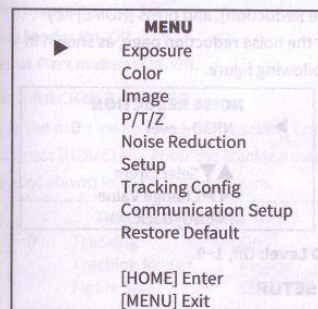 MENU
▶ Exposure
Color
Image
P/T/Z
Noise Reduction
Setup
Tracking Config
Communication Setup
Restore Default
[HOME] Enter
[MENU] Exit